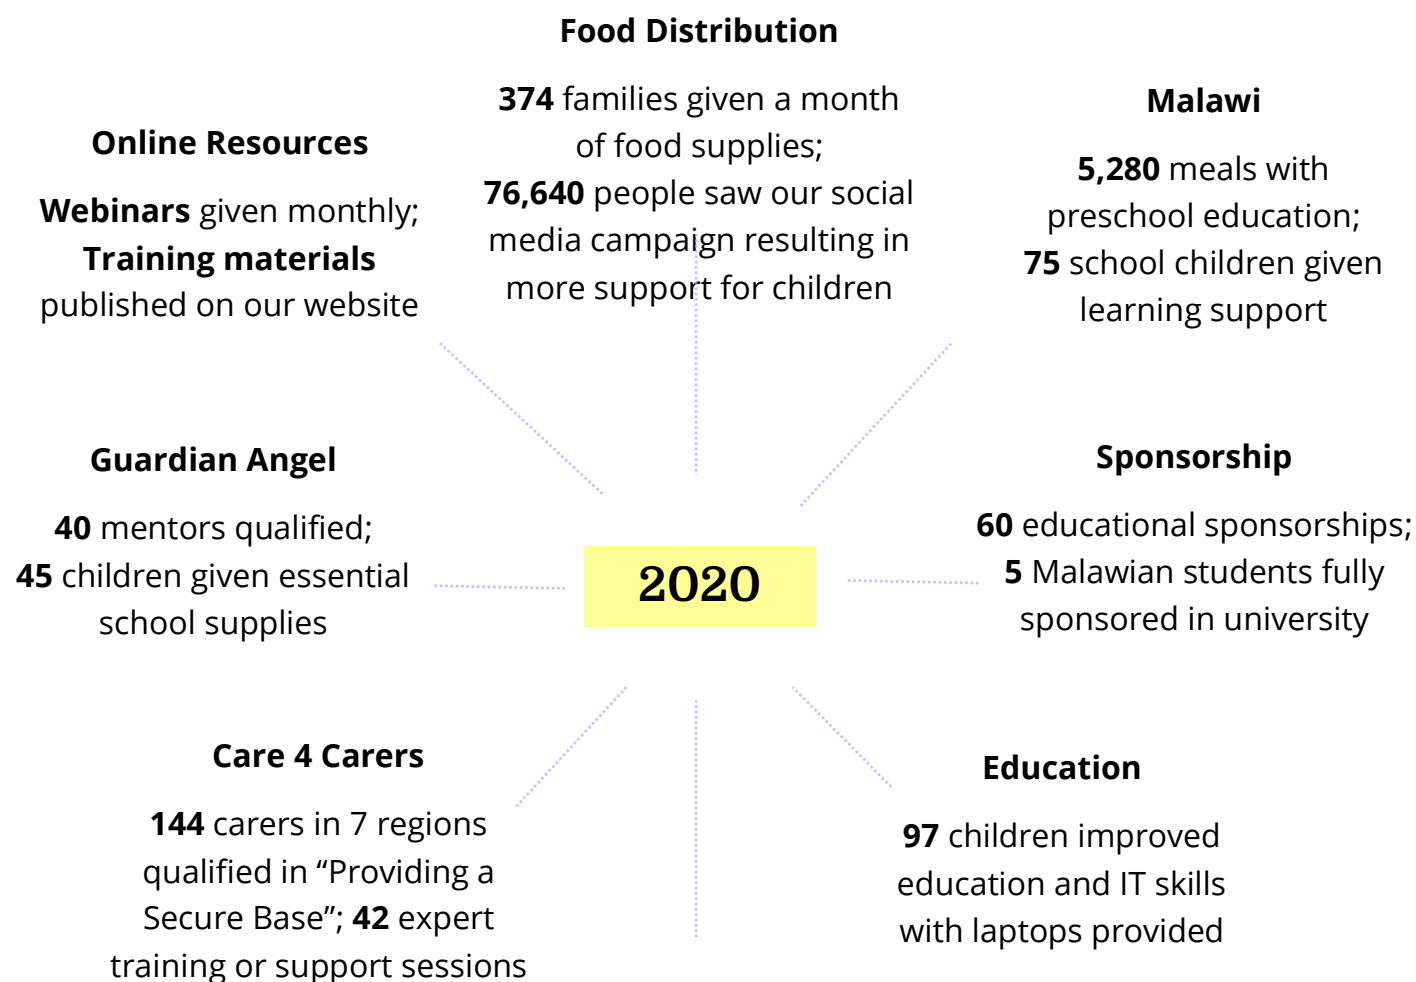 Food Distribution
374 families given a month
of food supplies;
76,640 people saw our social
media campaign resulting in
more support for children
Malawi
5,280 meals with
preschool education;
75 school children given
learning support
Online Resources
Webinars given monthly;
Training materials
published on our website
Guardian Angel
40 mentors qualified;
45 children given essential
school supplies
2020
Sponsorship
60 educational sponsorships;
5 Malawian students fully
sponsored in university
Care 4 Carers
144 carers in 7 regions
qualified in “Providing a
Secure Base”; 42 expert
training or support sessions
Education
97 children improved
education and IT skills
with laptops provided